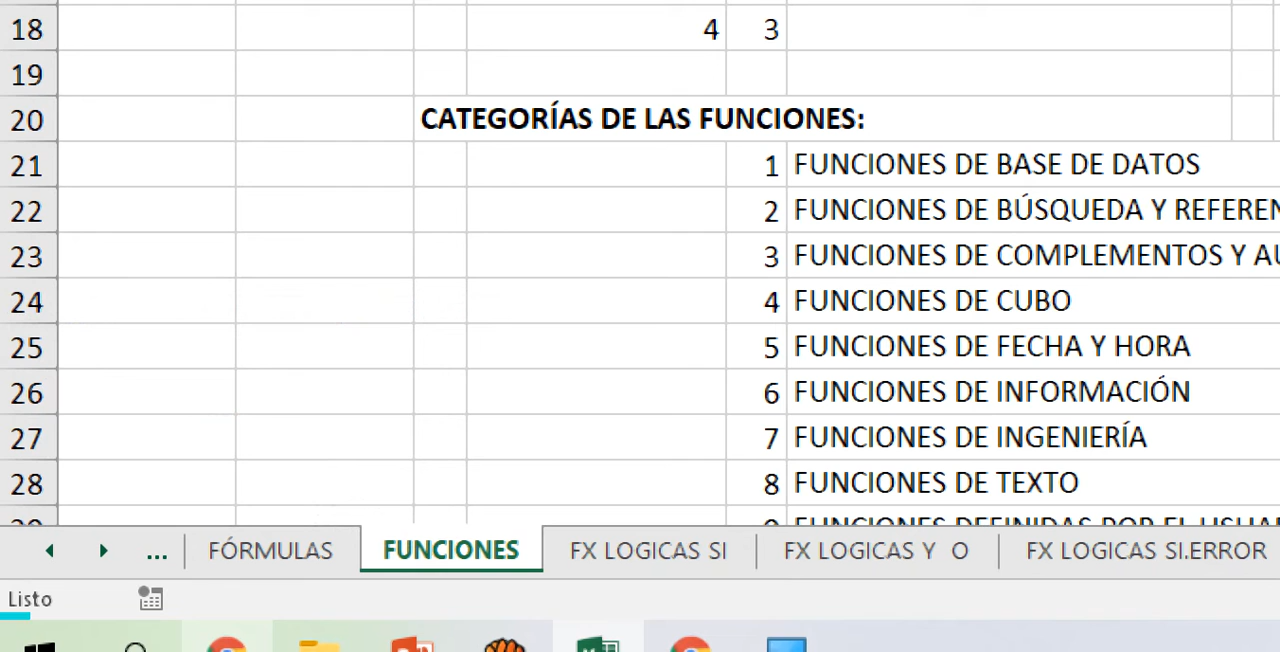 18 4 3
19
20 CATEGORÍAS DE LAS FUNCIONES:
21 1 FUNCIONES DE BASE DE DATOS
22 2 FUNCIONES DE BÚSQUEDA Y REFEREN
23 3 FUNCIONES DE COMPLEMENTOS Y AU
24 4 FUNCIONES DE CUBO
25 5 FUNCIONES DE FECHA Y HORA
26 6 FUNCIONES DE INFORMACIÓN
27 7 FUNCIONES DE INGENIERÍA
28 8 FUNCIONES DE TEXTO
29 9 FUNCIONES DEFINIDAS POR EL USUAR
... FÓRMULAS FUNCIONES FX LOGICAS SI FX LOGICAS Y O FX LOGICAS SI.ERROR
Listo